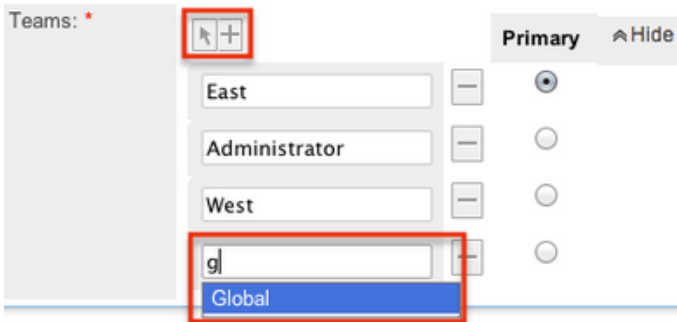 Teams: *
Primary
Hide
East
Administrator
West
g
Global